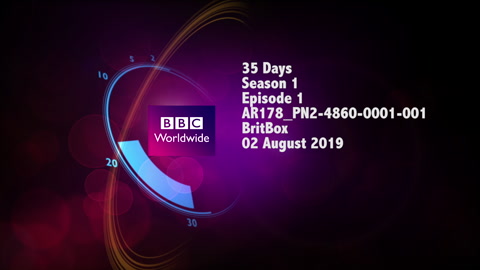 2
5
10
20
30
BBC
Worldwide
35 Days
Season 1
Episode 1
AR178_PN2-4860-0001-001
BritBox
02 August 2019